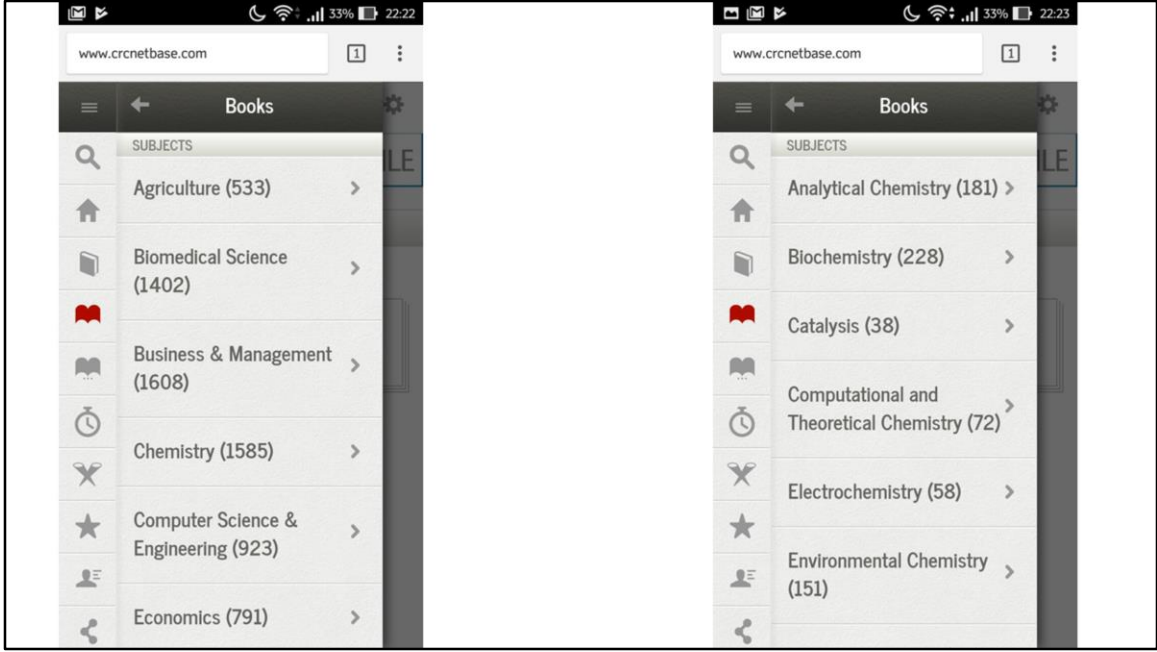 33% 22:22
www.crcnetbase.com 1
Books
SUBJECTS
ILE
Agriculture (533)
Biomedical Science
(1402)
Business & Management
(1608)
Chemistry (1585)
Computer Science &
Engineering (923)
Economics (791)
33% 22:23
www.crcnetbase.com 1
Books
SUBJECTS
ILE
Analytical Chemistry (181)
Biochemistry (228)
Catalysis (38)
Computational and
Theoretical Chemistry (72)
Electrochemistry (58)
Environmental Chemistry
(151)